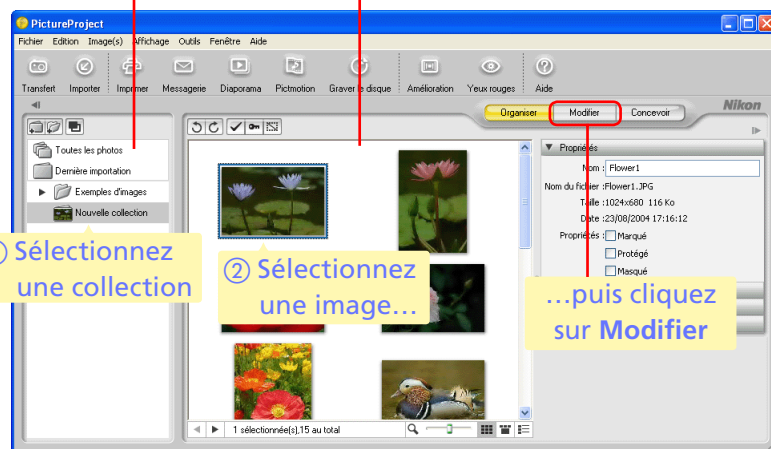 PictureProject
Fichier Edition Image(s) Affichage Outils Fenêtre Aide
Transfert Importer Imprimer Messagerie Diaporama Pictmotion Graver le disque Amélioration Yeux rouges Aide
Organiser Modifier Concevoir Nikon
Toutes les photos
Dernière importation
Exemples d'images
Nouvelle collection
Sélectionnez
une collection
② Sélectionnez
une image…
Propriétés
Nom : Flower1
Nom du fichier :Flower1.JPG
Taille :1024x680 116 Ko
Date :23/08/2004 17:16:12
Propriétés : Marqué
Protégé
Masqué
…puis cliquez
sur Modifier
1 sélectionnée(s),15 au total